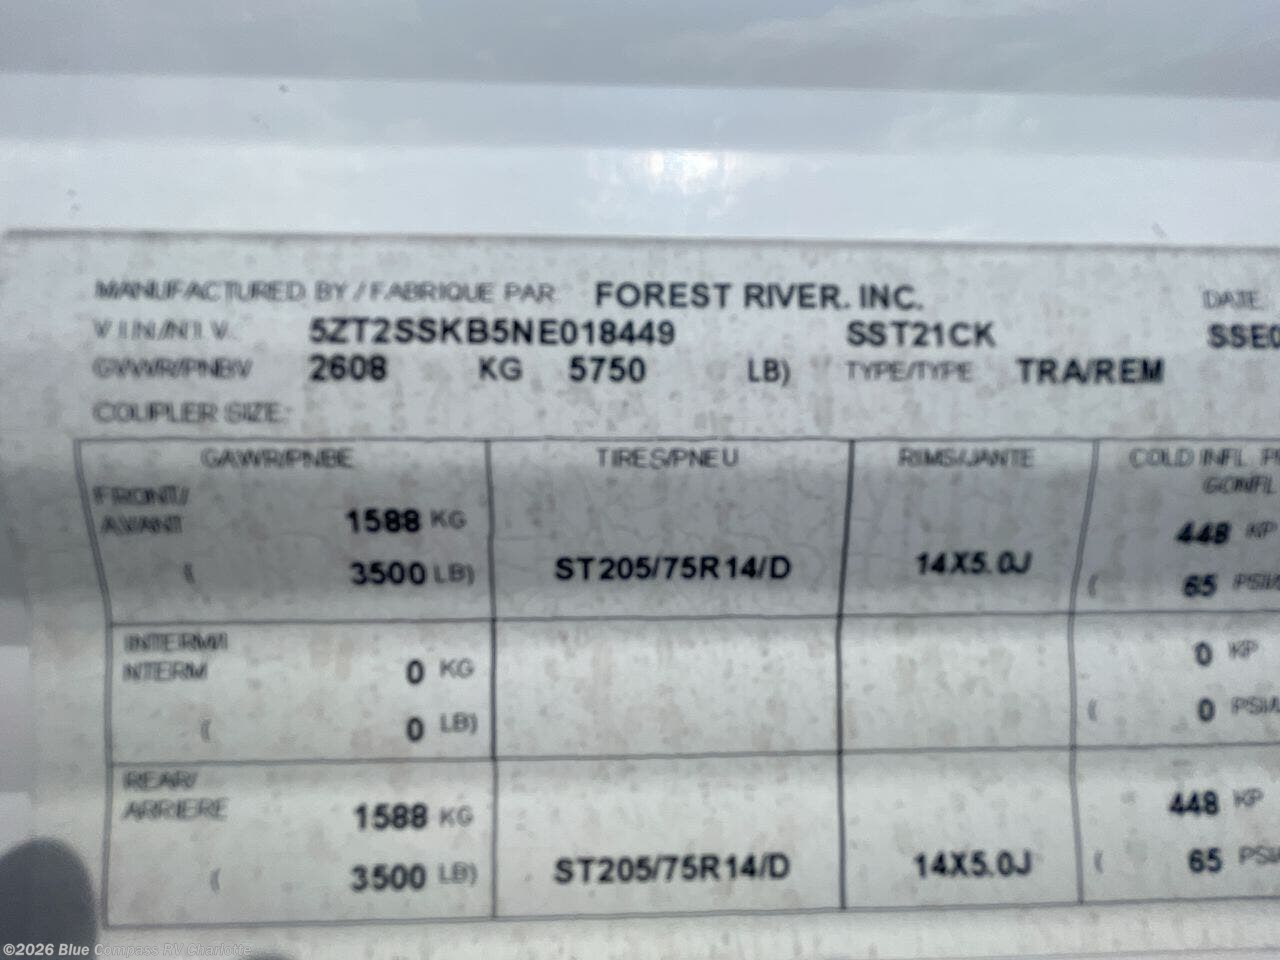 MANUFACTURED BY / FABRIQUE PAR FOREST RIVER. INC. DATE
V I N / N I V. 5ZT2SSKB5NE018449 SST21CK SSE0
GVWR/PNBV 2608 KG 5750 LB) TYPE/TYPE TRA/REM
COUPLER SIZE:
GAWR/PNBE TIRES/PNEU RIMS/JANTE COLD INFL. P
GONFL
FRONT/
AVANT 1588 KG 448 KP
( 3500 LB) ST205/75R14/D 14X5.0J ( 65 PSI/
INTERM/I
NTERM 0 KG 0 KP
( 0 LB) ( 0 PSI/
REAR/
ARRIERE 1588 KG 448 KP
( 3500 LB) ST205/75R14/D 14X5.0J ( 65 PSI/
©2026 Blue Compass RV Charlotte